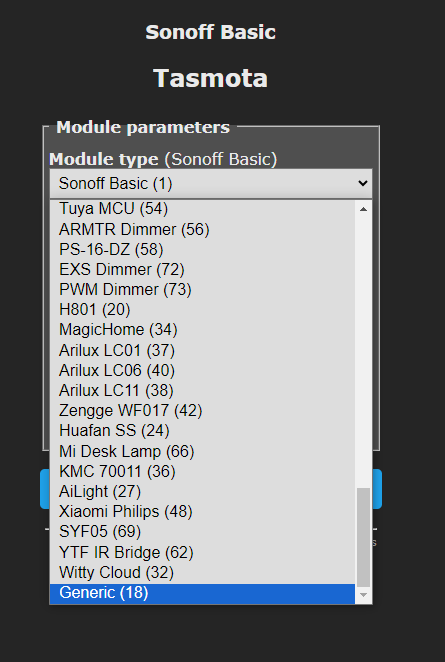 Sonoff Basic
Tasmota
Module parameters
Module type (Sonoff Basic)
Sonoff Basic (1)
Tuya MCU (54)
ARMTR Dimmer (56)
PS-16-DZ (58)
EXS Dimmer (72)
PWM Dimmer (73)
H801 (20)
MagicHome (34)
Arilux LC01 (37)
Arilux LC06 (40)
Arilux LC11 (38)
Zengge WF017 (42)
Huafan SS (24)
Mi Desk Lamp (66)
KMC 70011 (36)
AiLight (27)
Xiaomi Philips (48)
SYF05 (69)
YTF IR Bridge (62)
Witty Cloud (32)
Generic (18)